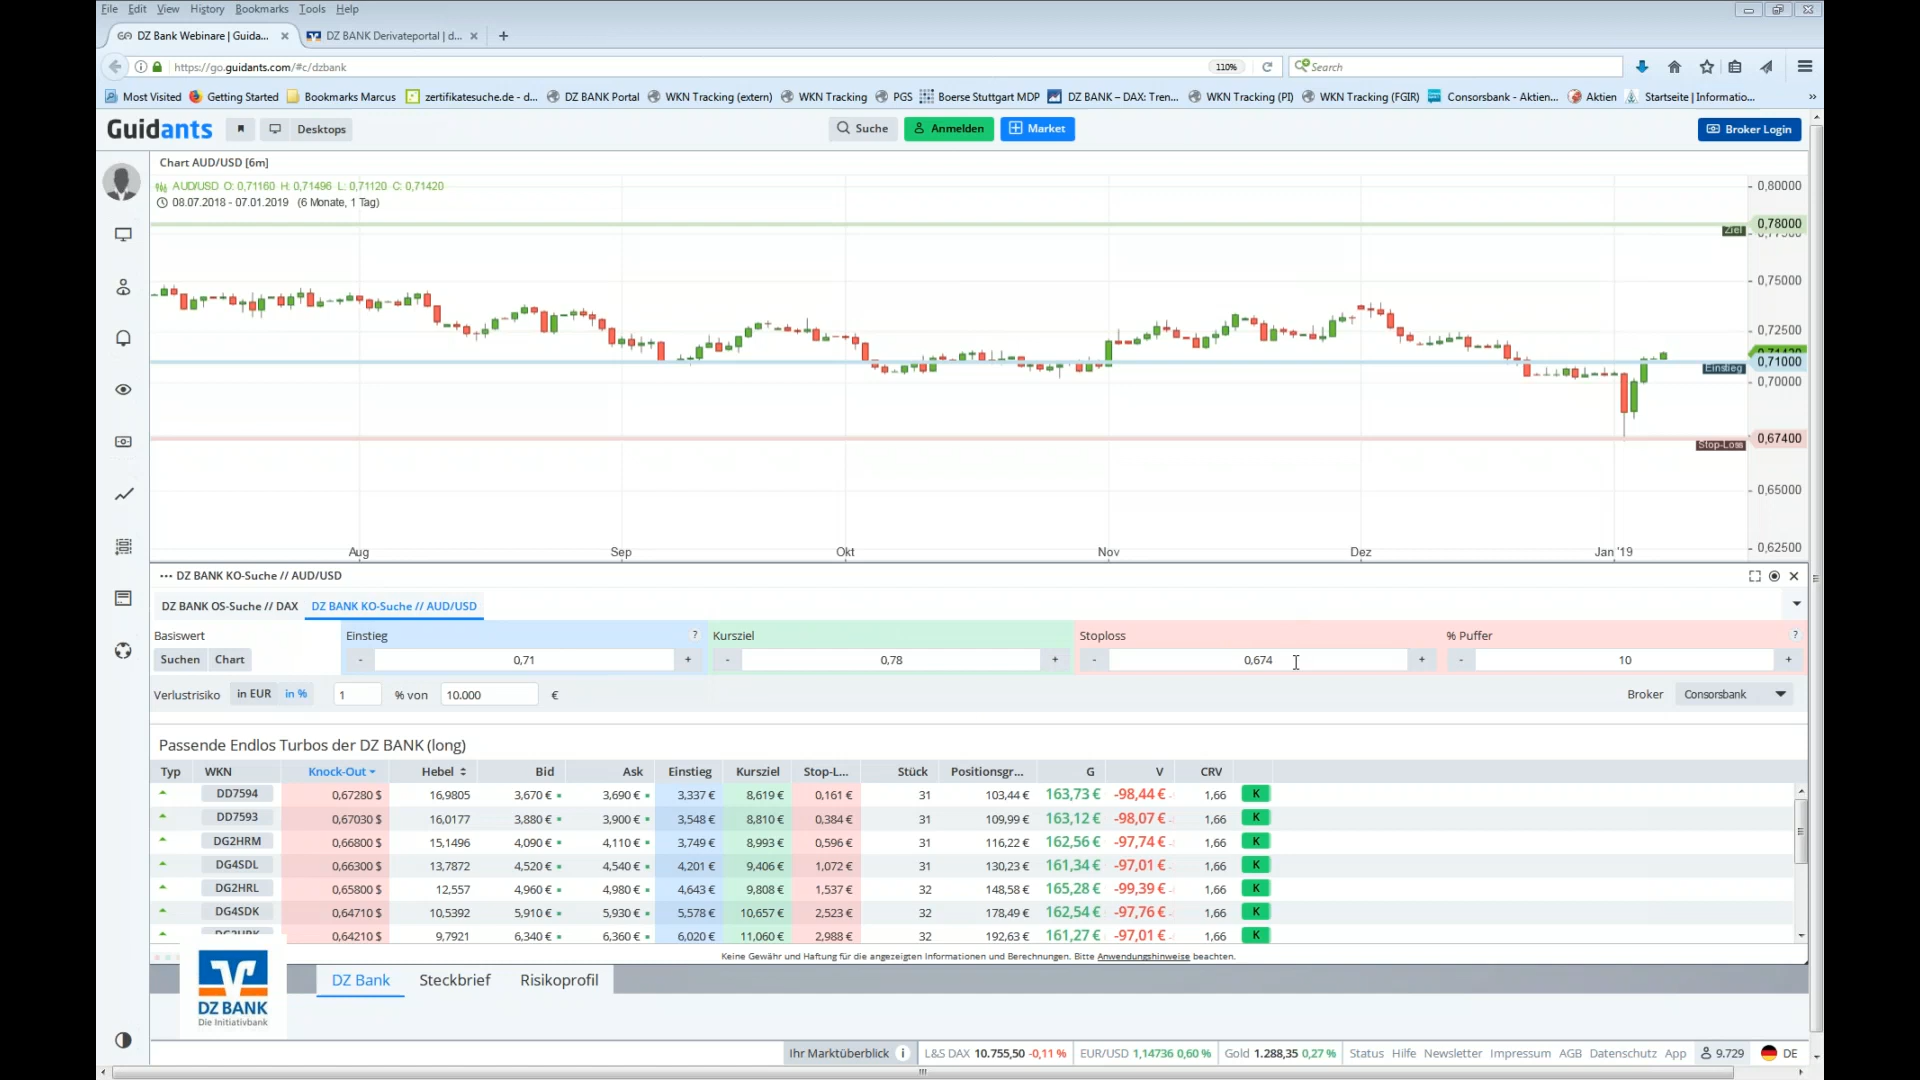 File Edit View History Bookmarks Tools Help
DZ Bank Webinare | Guida... DZ BANK Derivateportal | d...
https://go.guidants.com/#c/dzbank 110% Search
Most Visited Getting Started Bookmarks Marcus zertifikatesuche.de - d... DZ BANK Portal WKN Tracking (extern) WKN Tracking PGS Boerse Stuttgart MDP DZ BANK – DAX: Tren... WKN Tracking (PI) WKN Tracking (FGIR) Consorsbank - Aktien... Aktien Startseite | Informatio...
Guidants Desktops Suche Anmelden Market Broker Login
Chart AUD/USD [6m]
AUD/USD O: 0,71160 H: 0,71496 L: 0,71120 C: 0,71420
08.07.2018 - 07.01.2019 (6 Monate, 1 Tag)
0,80000
0,78000
Ziel
0,75000
0,72500
0,71000
Einstieg
0,70000
0,67400
Stop-Loss
0,65000
0,62500
Aug Sep Okt Nov Dez Jan '19
DZ BANK KO-Suche // AUD/USD
DZ BANK OS-Suche // DAX DZ BANK KO-Suche // AUD/USD
Basiswert Einstieg ? Kursziel Stoploss % Puffer ?
Suchen Chart - 0,71 + - 0,78 + - 0,674 + - 10 +
Verlustrisiko in EUR in % 1 % von 10.000 € Broker Consorsbank
Passende Endlos Turbos der DZ BANK (long)
Typ WKN Knock-Out Hebel Bid Ask Einstieg Kursziel Stop-L... Stück Positionsgr... G V CRV
DD7594 0,67280 $ 16,9805 3,670 € 3,690 € 3,337 € 8,619 € 0,161 € 31 103,44 € 163,73 € -98,44 € 1,66 K
DD7593 0,67030 $ 16,0177 3,880 € 3,900 € 3,548 € 8,810 € 0,384 € 31 109,99 € 163,12 € -98,07 € 1,66 K
DG2HRM 0,66800 $ 15,1496 4,090 € 4,110 € 3,749 € 8,993 € 0,596 € 31 116,22 € 162,56 € -97,74 € 1,66 K
DG4SDL 0,66300 $ 13,7872 4,520 € 4,540 € 4,201 € 9,406 € 1,072 € 31 130,23 € 161,34 € -97,01 € 1,66 K
DG2HRL 0,65800 $ 12,557 4,960 € 4,980 € 4,643 € 9,808 € 1,537 € 32 148,58 € 165,28 € -99,39 € 1,66 K
DG4SDK 0,64710 $ 10,5392 5,910 € 5,930 € 5,578 € 10,657 € 2,523 € 32 178,49 € 162,54 € -97,76 € 1,66 K
0,64210 $ 9,7921 6,340 € 6,360 € 6,020 € 11,060 € 2,988 € 32 192,63 € 161,27 € -97,01 € 1,66 K
Keine Gewähr und Haftung für die angezeigten Informationen und Berechnungen. Bitte Anwendungshinweise beachten.
DZ BANK
Die Initiativbank
DZ Bank Steckbrief Risikoprofil
Ihr Marktüberblick L&S DAX 10.755,50 -0,11 % EUR/USD 1,14736 0,60 % Gold 1.288,35 0,27 % Status Hilfe Newsletter Impressum AGB Datenschutz App 9.729 DE